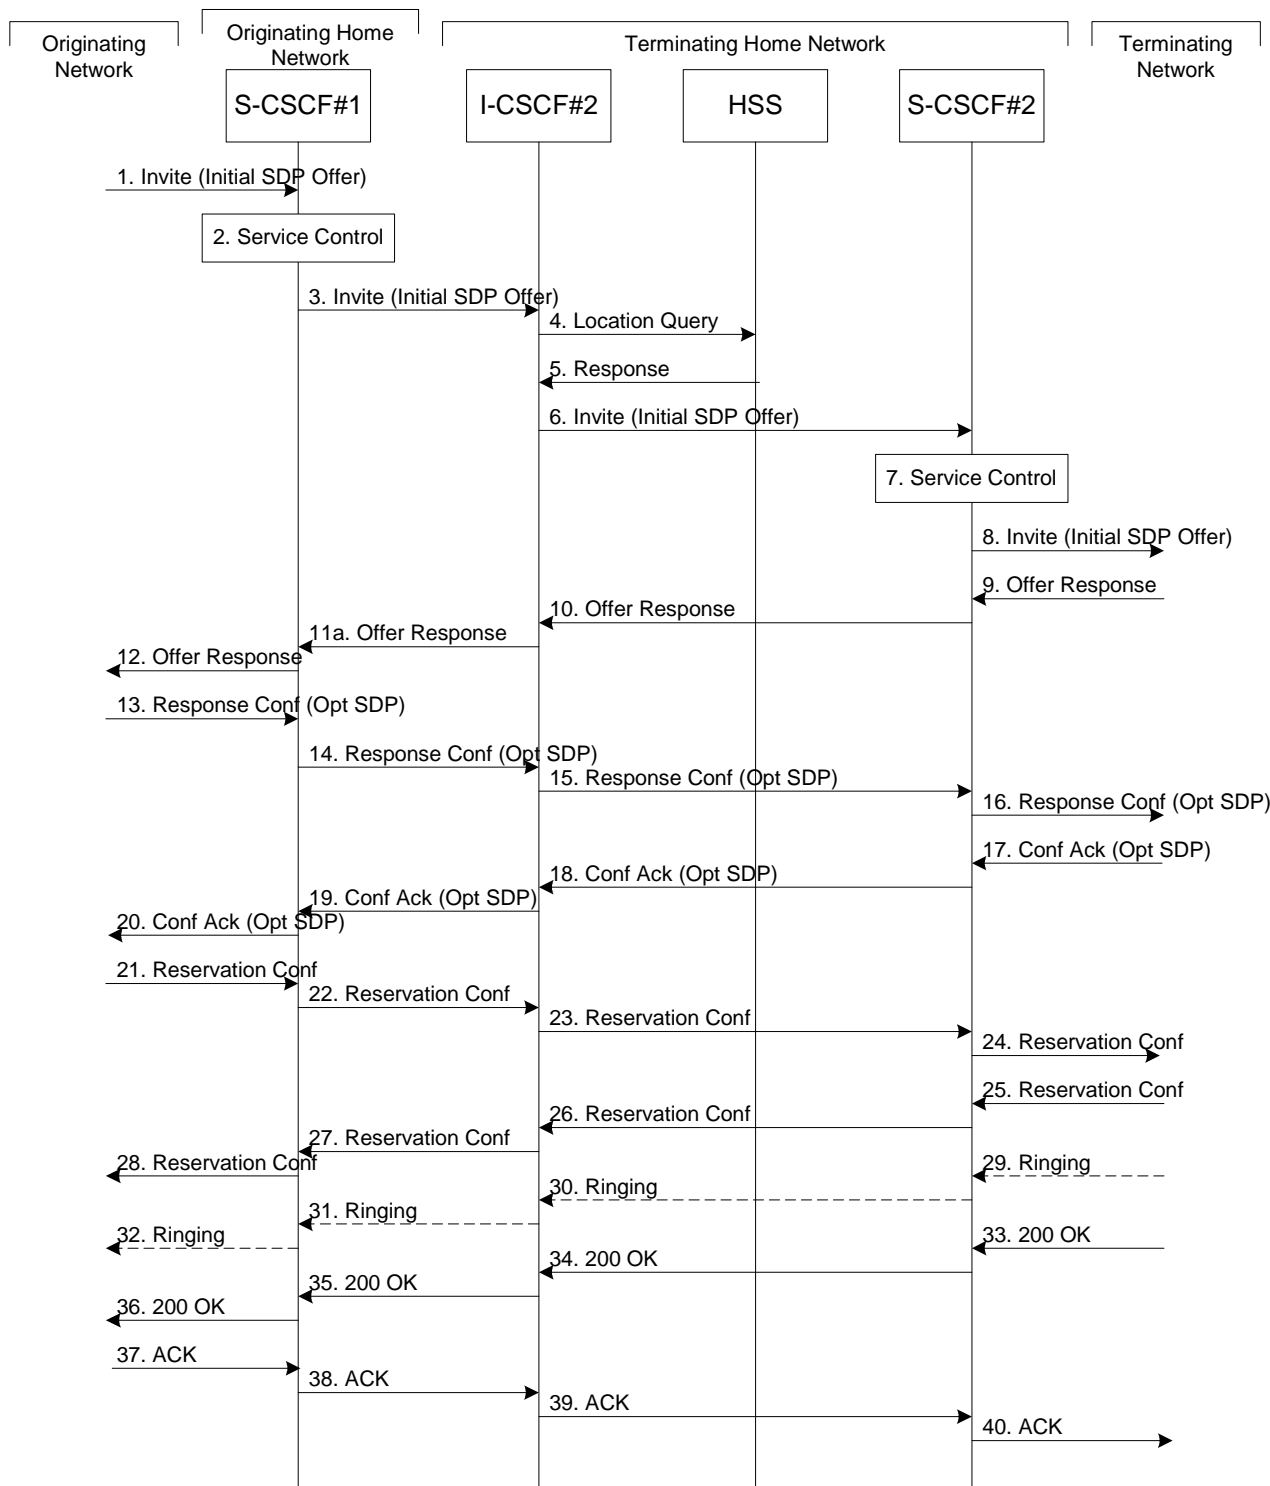 Originating
Network
Originating Home
Network
Terminating Home Network
Terminating
Network
S-CSCF#1
I-CSCF#2
HSS
S-CSCF#2
1. Invite (Initial SDP Offer)
2. Service Control
3. Invite (Initial SDP Offer)
4. Location Query
5. Response
6. Invite (Initial SDP Offer)
7. Service Control
8. Invite (Initial SDP Offer)
9. Offer Response
10. Offer Response
11a. Offer Response
12. Offer Response
13. Response Conf (Opt SDP)
14. Response Conf (Opt SDP)
15. Response Conf (Opt SDP)
16. Response Conf (Opt SDP)
17. Conf Ack (Opt SDP)
18. Conf Ack (Opt SDP)
19. Conf Ack (Opt SDP)
20. Conf Ack (Opt SDP)
21. Reservation Conf
22. Reservation Conf
23. Reservation Conf
24. Reservation Conf
25. Reservation Conf
26. Reservation Conf
27. Reservation Conf
28. Reservation Conf
29. Ringing
30. Ringing
31. Ringing
32. Ringing
33. 200 OK
34. 200 OK
35. 200 OK
36. 200 OK
37. ACK
38. ACK
39. ACK
40. ACK